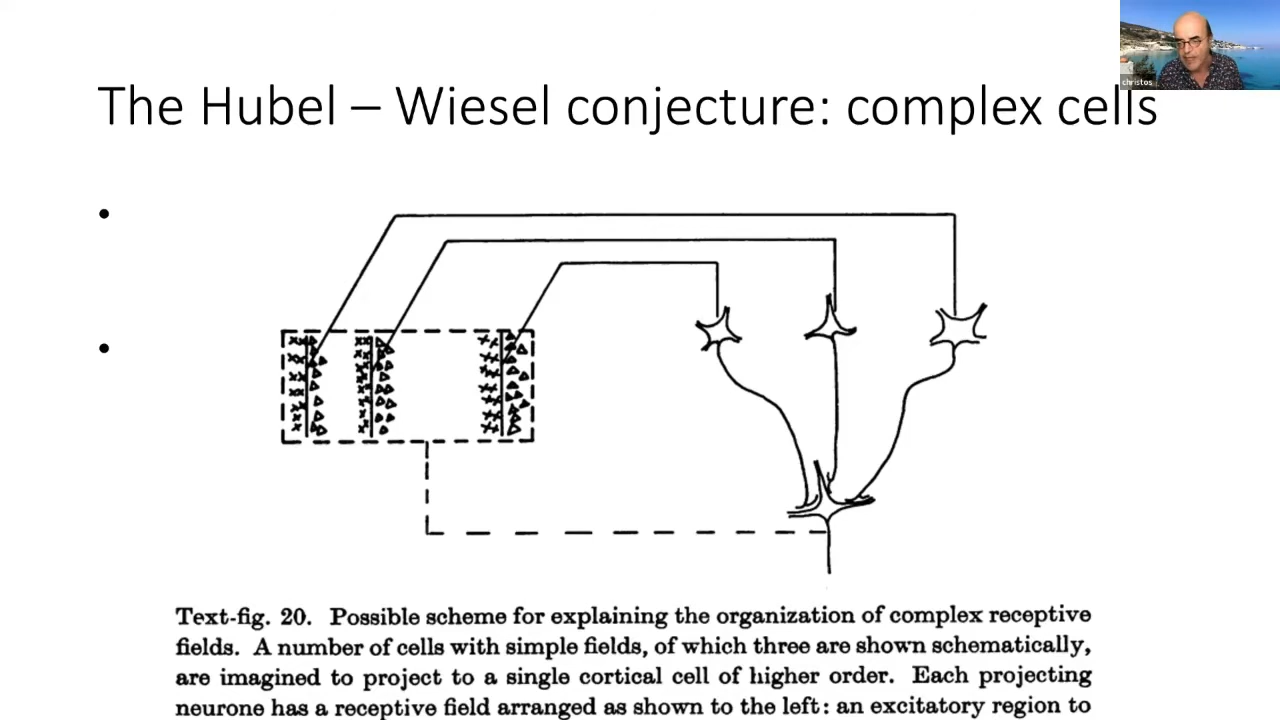 christos
The Hubel – Wiesel conjecture: complex cells
Text-fig. 20. Possible scheme for explaining the organization of complex receptive
fields. A number of cells with simple fields, of which three are shown schematically,
are imagined to project to a single cortical cell of higher order. Each projecting
neurone has a receptive field arranged as shown to the left: an excitatory region to